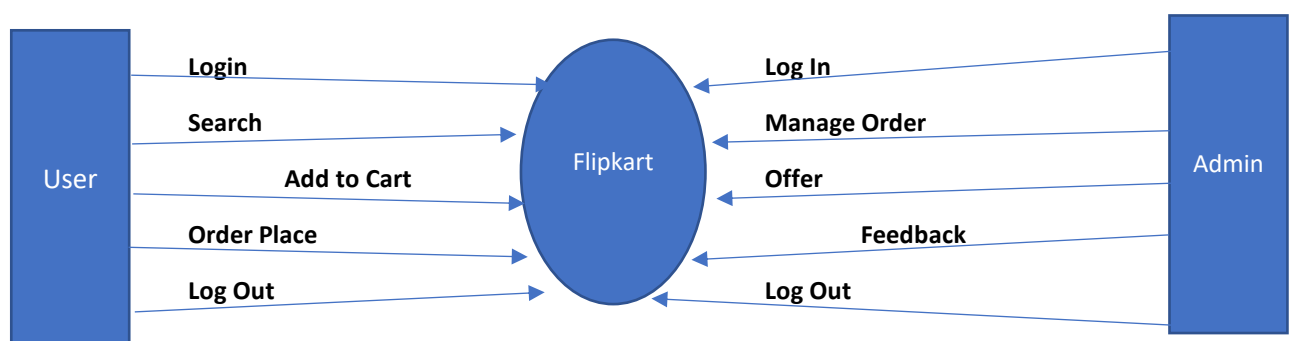 Login
Log In
Search
Manage Order
User
Flipkart
Admin
Add to Cart
Offer
Order Place
Feedback
Log Out
Log Out